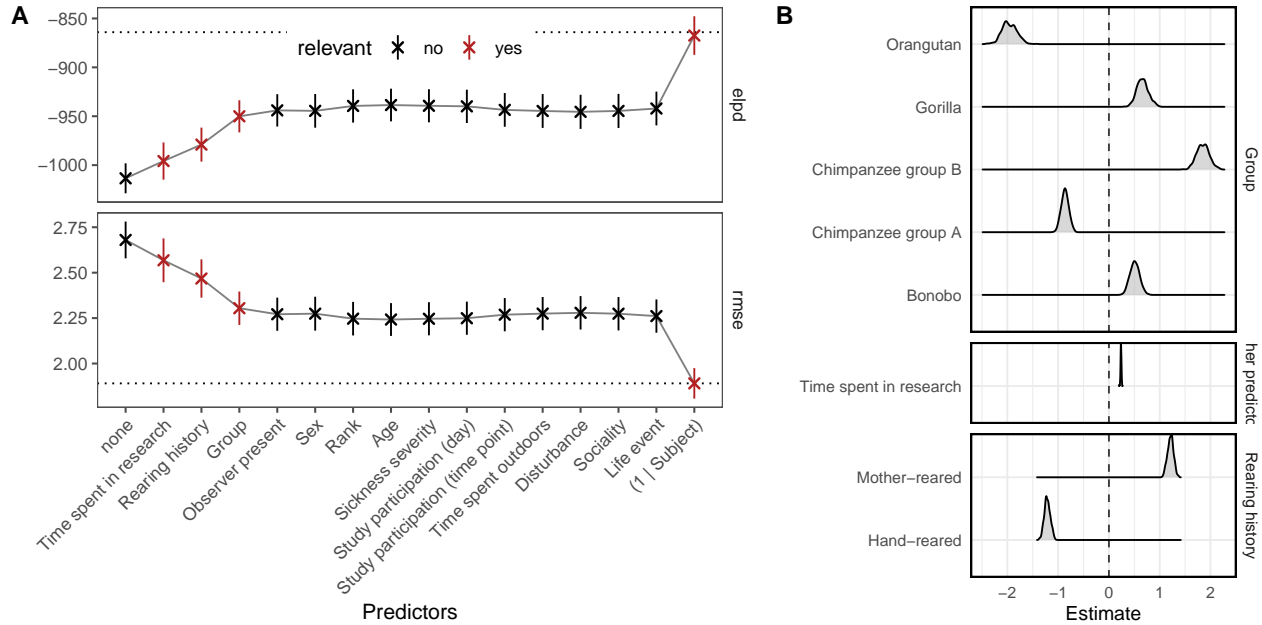 A
−850
−900
−950
−1000
relevant no yes
elpd
2.75
2.50
2.25
2.00
rmse
none
Time spent in research
Rearing history
Group
Observer present
Sex
Rank
Age
Sickness severity
Study participation (day)
Study participation (time point)
Time spent outdoors
Disturbance
Sociality
Life event
(1 | Subject)
Predictors
B
Orangutan
Gorilla
Chimpanzee group B
Chimpanzee group A
Bonobo
Group
Time spent in research
her predicto
Mother−reared
Hand−reared
Rearing history
−2 −1 0 1 2
Estimate